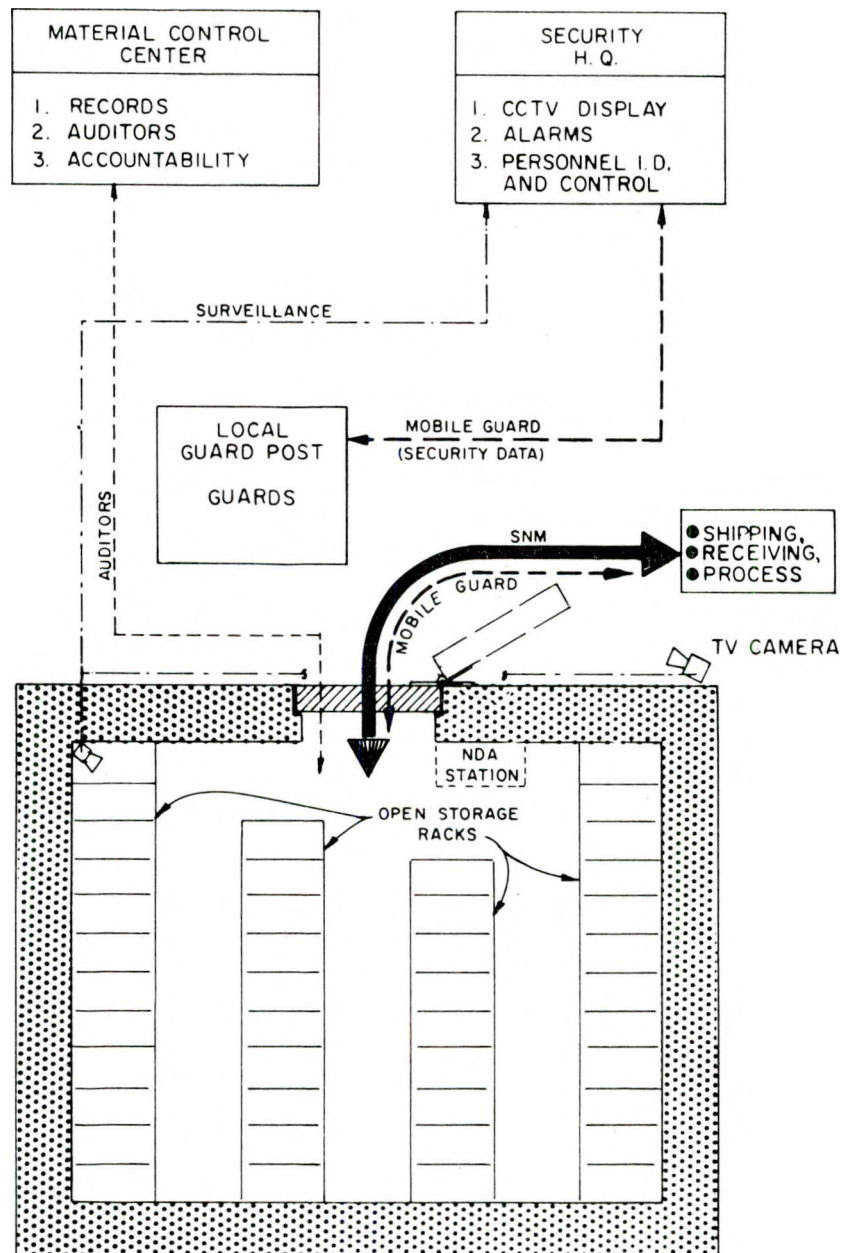 MATERIAL CONTROL
CENTER
1. RECORDS
2. AUDITORS
3. ACCOUNTABILITY
SECURITY
H. Q.
1. CCTV DISPLAY
2. ALARMS
3. PERSONNEL I.D,
AND CONTROL
SURVEILLANCE
LOCAL
GUARD POST
GUARDS
MOBILE GUARD
(SECURITY DATA)
AUDITORS
SNM
MOBILE GUARD
SHIPPING,
RECEIVING,
PROCESS
TV CAMERA
NDA
STATION
OPEN STORAGE
RACKS